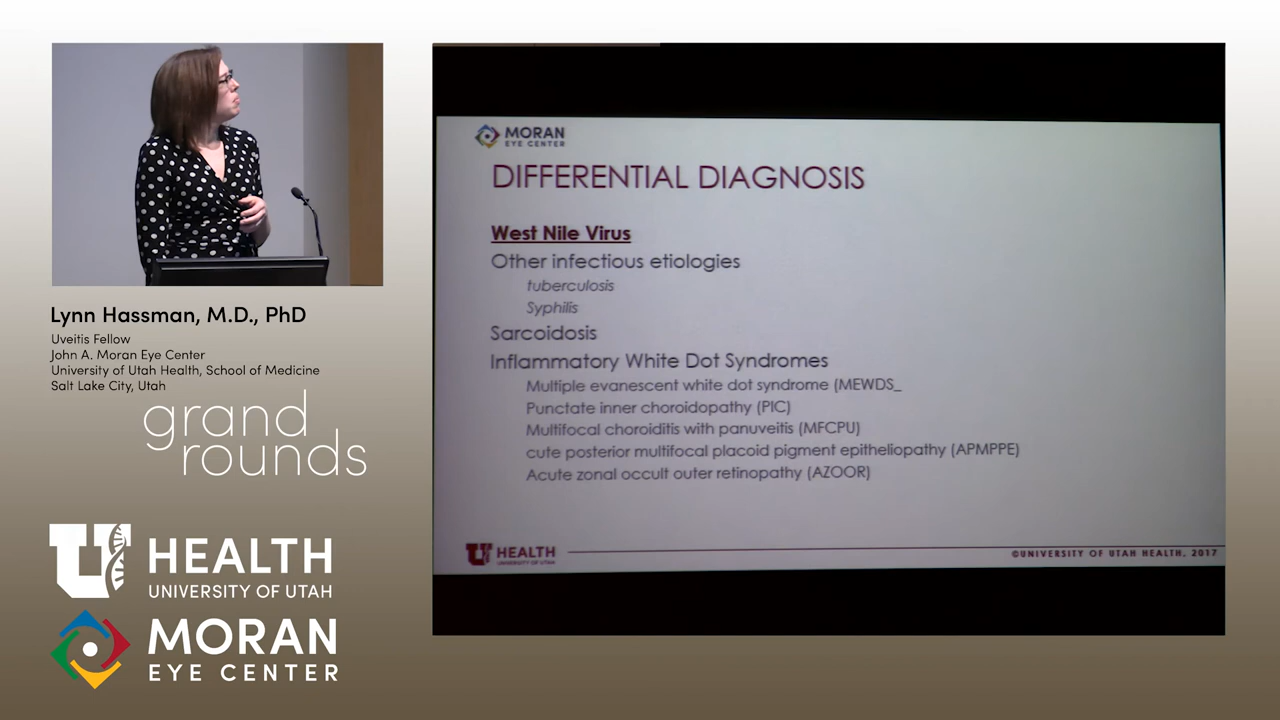 Lynn Hassman, M.D., PhD
Uveitis Fellow
John A. Moran Eye Center
University of Utah Health, School of Medicine
Salt Lake City, Utah
grand
rounds
U
HEALTH
UNIVERSITY OF UTAH
MORAN
EYE CENTER
MORAN
EYE CENTER
DIFFERENTIAL DIAGNOSIS
West Nile Virus
Other infectious etiologies
tuberculosis
Syphilis
Sarcoidosis
Inflammatory White Dot Syndromes
Multiple evanescent white dot syndrome (MEWDS_
Punctate inner choroidopathy (PIC)
Multifocal choroiditis with panuveitis (MFCPU)
cute posterior multifocal placoid pigment epitheliopathy (APMPPE)
Acute zonal occult outer retinopathy (AZOOR)
U HEALTH
UNIVERSITY OF UTAH
©UNIVERSITY OF UTAH HEALTH, 2017